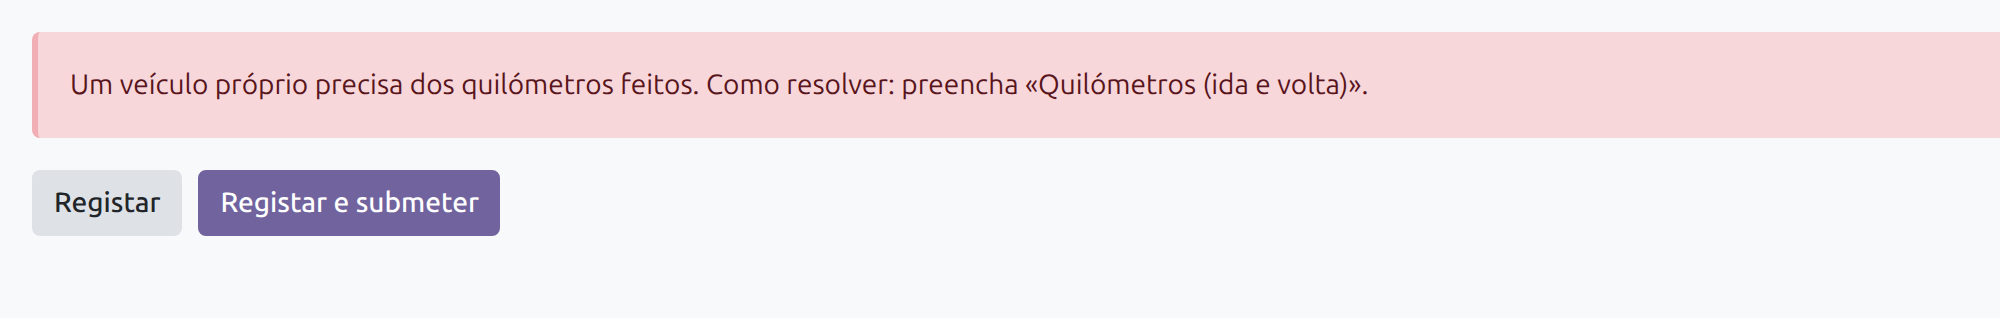 Um veículo próprio precisa dos quilómetros feitos. Como resolver: preencha «Quilómetros (ida e volta)».
Registar Registar e submeter